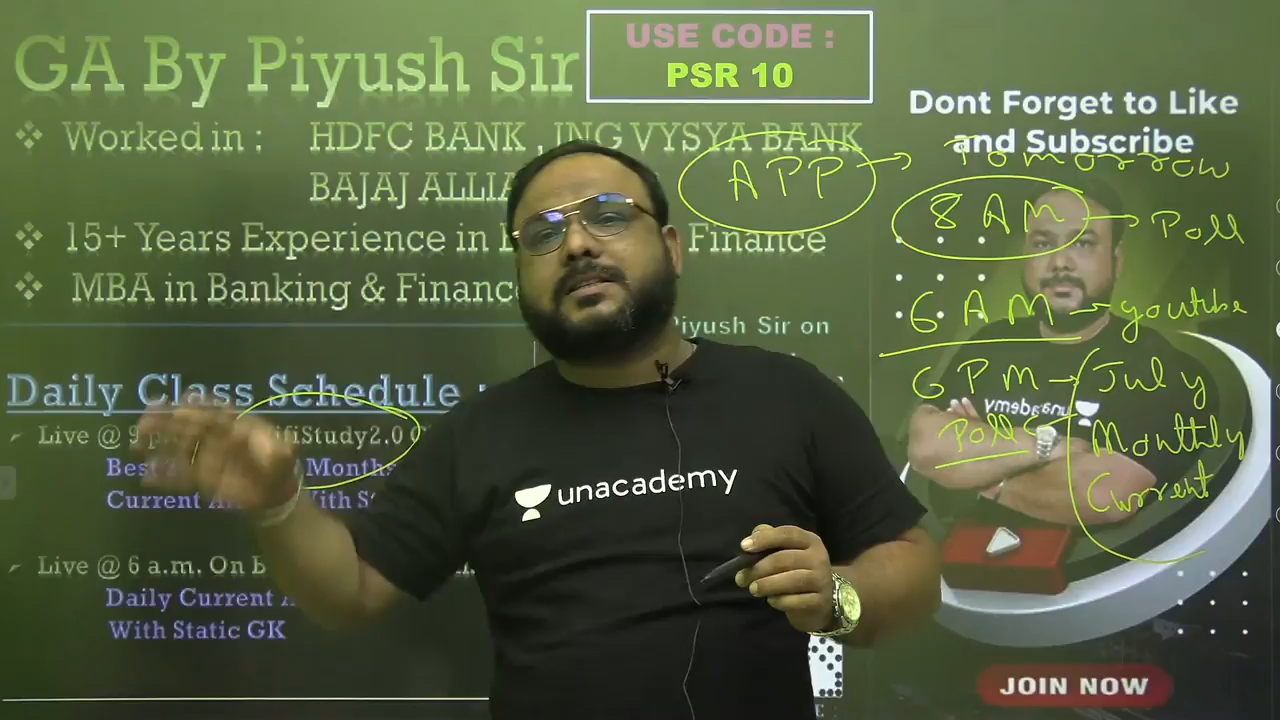 GA By Piyush Sir
USE CODE :
PSR 10
Worked in : HDFC BANK , ING VYSYA BANK
BAJAJ
15+ Years Experience in Finance
MBA in Banking & Finance
Piyush Sir on
Daily Class Schedule :
Live @ 9
Months
Current With
Live @ 6 a.m. On
Daily Current
With Static GK
Dont Forget to Like
and Subscribe
APP → Tomorrow
8 AM → Poll
6 AM → youtube
6 PM → July
Poll Monthly
Current
unacademy
unacademy
JOIN NOW